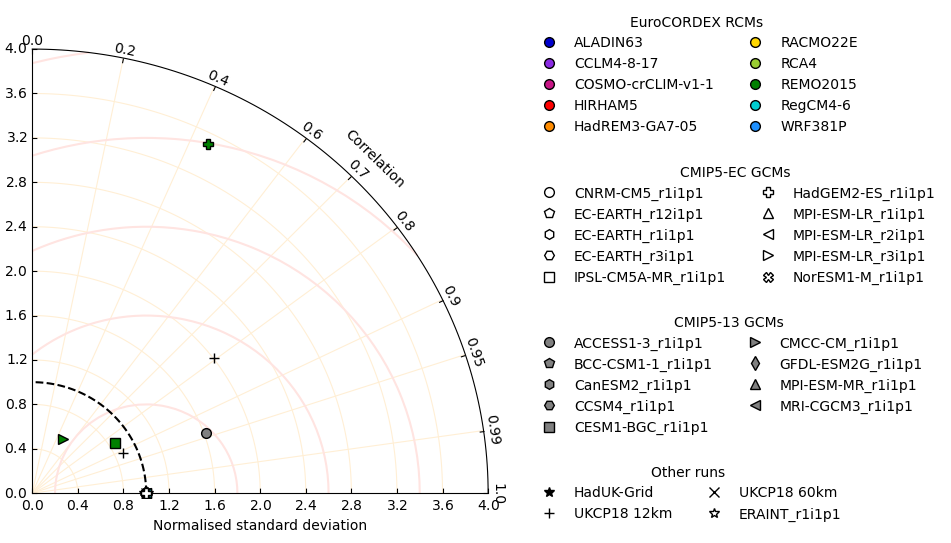 4.0
3.6
3.2
2.8
2.4
2.0
1.6
1.2
0.8
0.4
0.0
0.0
0.2
0.4
0.6
0.7
0.8
0.9
0.95
0.99
1.0
Correlation
0.0 0.4 0.8 1.2 1.6 2.0 2.4 2.8 3.2 3.6 4.0
Normalised standard deviation
EuroCORDEX RCMs
ALADIN63 RACMO22E
CCLM4-8-17 RCA4
COSMO-crCLIM-v1-1 REMO2015
HIRHAM5 RegCM4-6
HadREM3-GA7-05 WRF381P
CMIP5-EC GCMs
CNRM-CM5_r1i1p1 HadGEM2-ES_r1i1p1
EC-EARTH_r12i1p1 MPI-ESM-LR_r1i1p1
EC-EARTH_r1i1p1 MPI-ESM-LR_r2i1p1
EC-EARTH_r3i1p1 MPI-ESM-LR_r3i1p1
IPSL-CM5A-MR_r1i1p1 NorESM1-M_r1i1p1
CMIP5-13 GCMs
ACCESS1-3_r1i1p1 CMCC-CM_r1i1p1
BCC-CSM1-1_r1i1p1 GFDL-ESM2G_r1i1p1
CanESM2_r1i1p1 MPI-ESM-MR_r1i1p1
CCSM4_r1i1p1 MRI-CGCM3_r1i1p1
CESM1-BGC_r1i1p1
Other runs
HadUK-Grid UKCP18 60km
UKCP18 12km ERAINT_r1i1p1